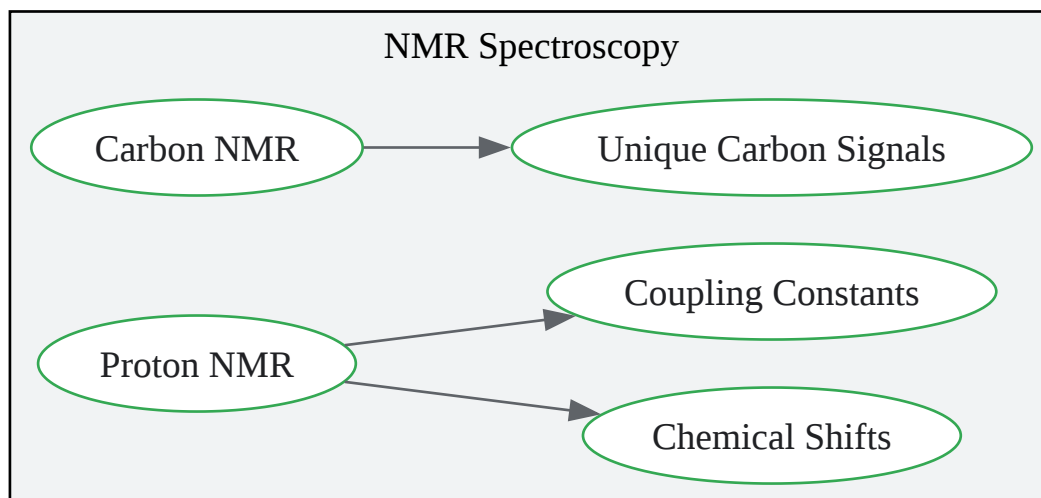 NMR Spectroscopy
Carbon NMR
Unique Carbon Signals
Coupling Constants
Proton NMR
Chemical Shifts